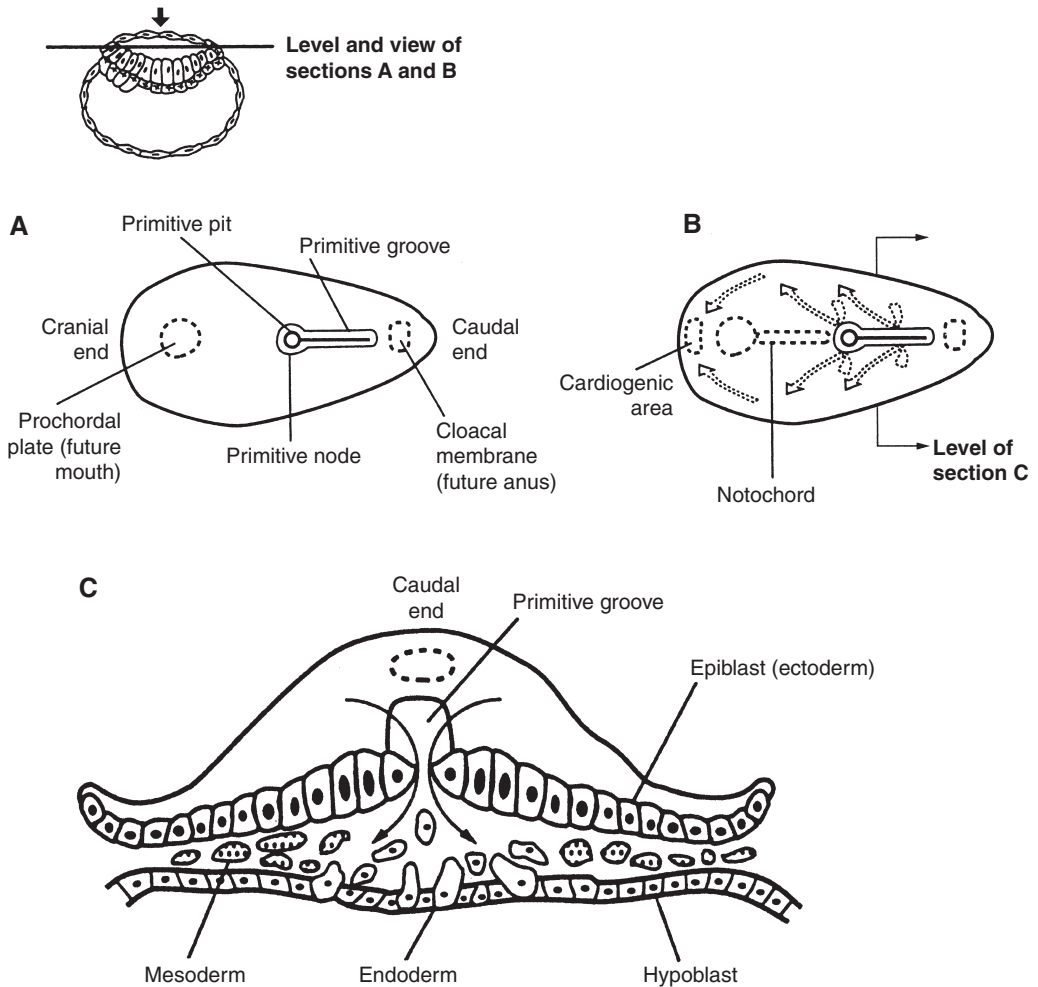 Level and view of
sections A and B
A
Primitive pit
Primitive groove
Cranial
end
Caudal
end
Prochordal
plate (future
mouth)
Primitive node
Cloacal
membrane
(future anus)
B
Cardiogenic
area
Notochord
Level of
section C
C
Caudal
end
Primitive groove
Epiblast (ectoderm)
Mesoderm
Endoderm
Hypoblast